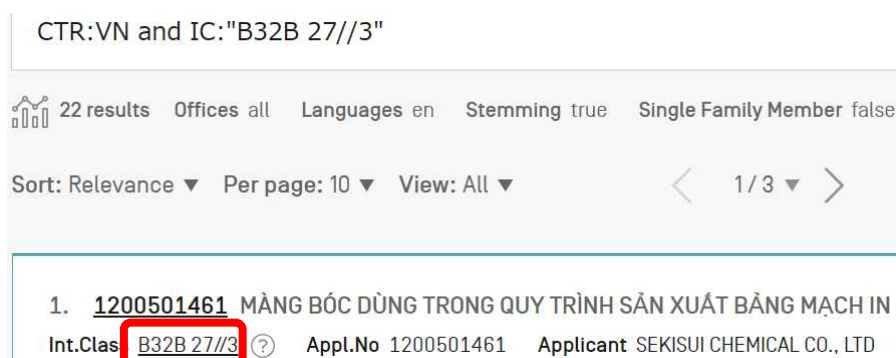 CTR:VN and IC:"B32B 27//3"
22 results Offices all Languages en Stemming true Single Family Member false
Sort: Relevance ▼ Per page: 10 ▼ View: All ▼ < 1 / 3 ▼ >
1. 1200501461 MÀNG BÓC DÙNG TRONG QUY TRÌNH SẢN XUẤT BẢNG MẠCH IN
Int.Clas B32B 27//3 ? Appl.No 1200501461 Applicant SEKISUI CHEMICAL CO., LTD